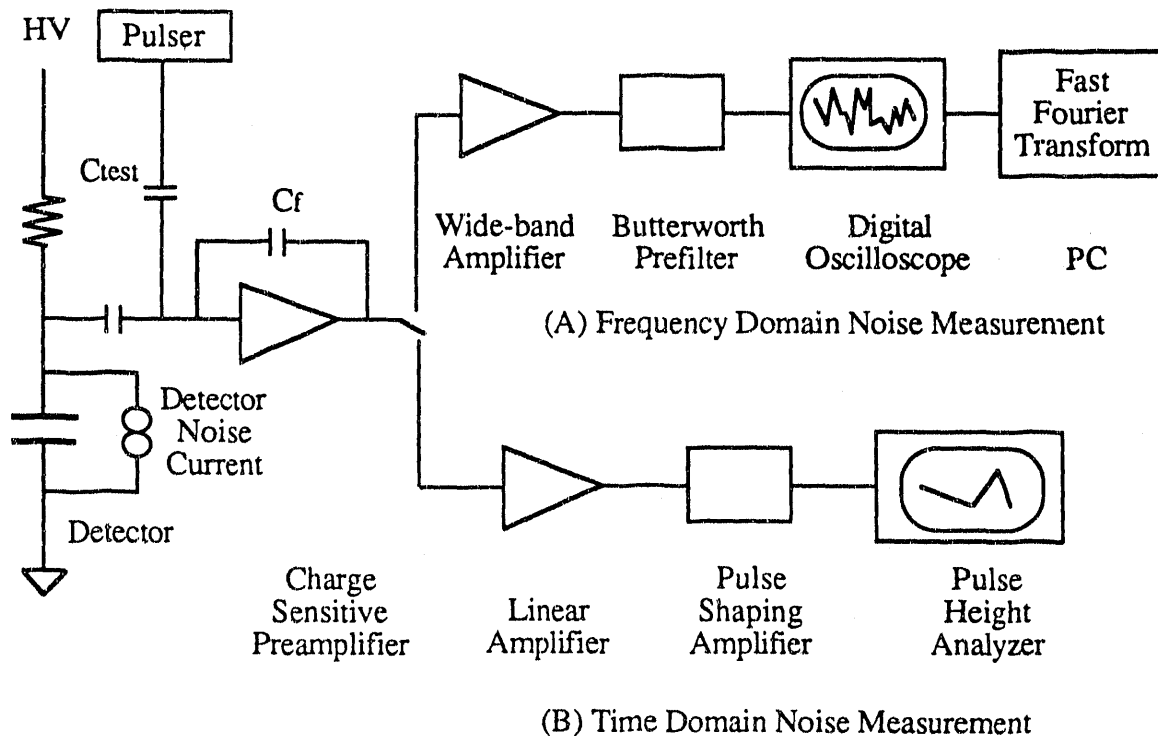 HV
Pulser
Ctest
Cf
Fast
Fourier
Transform
Wide-band
Amplifier
Butterworth
Prefilter
Digital
Oscilloscope
PC
(A) Frequency Domain Noise Measurement
Detector
Noise
Current
Detector
Charge
Sensitive
Preamplifier
Linear
Amplifier
Pulse
Shaping
Amplifier
Pulse
Height
Analyzer
(B) Time Domain Noise Measurement